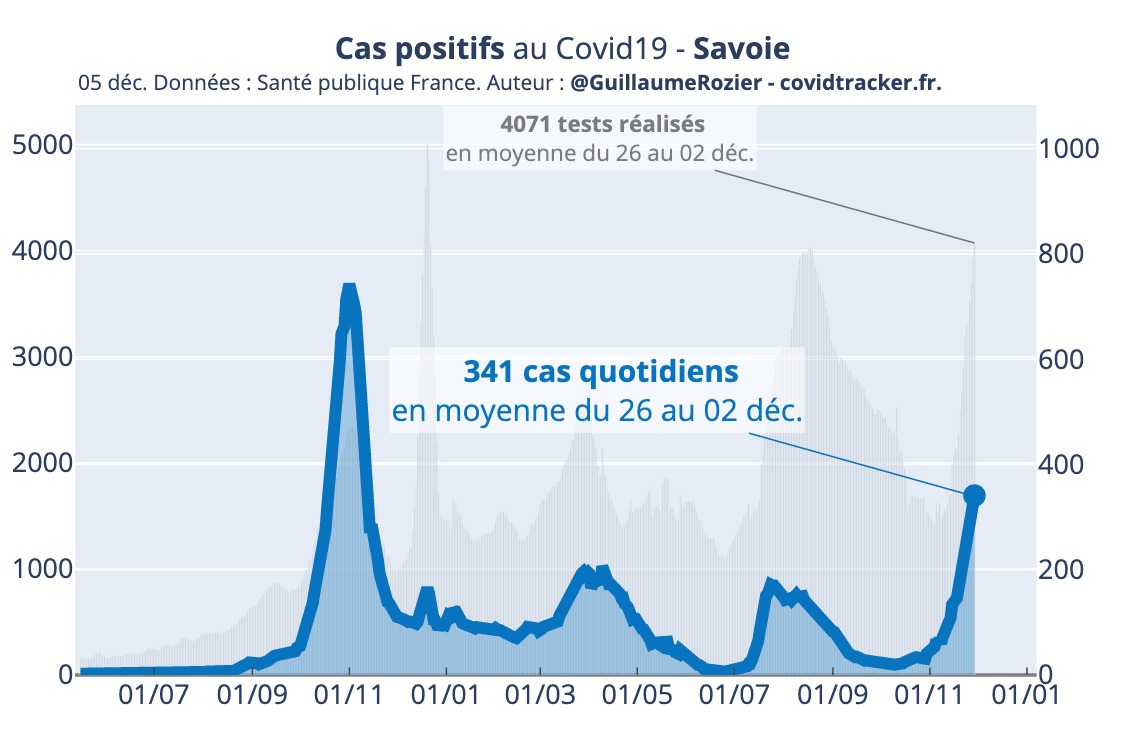 Cas positifs au Covid19 - Savoie
05 déc. Données : Santé publique France. Auteur : @GuillaumeRozier - covidtracker.fr.
4071 tests réalisés
en moyenne du 26 au 02 déc.
5000
1000
4000
800
3000
600
341 cas quotidiens
en moyenne du 26 au 02 déc.
2000
400
1000
200
0
0
01/07 01/09 01/11 01/01 01/03 01/05 01/07 01/09 01/11 01/01